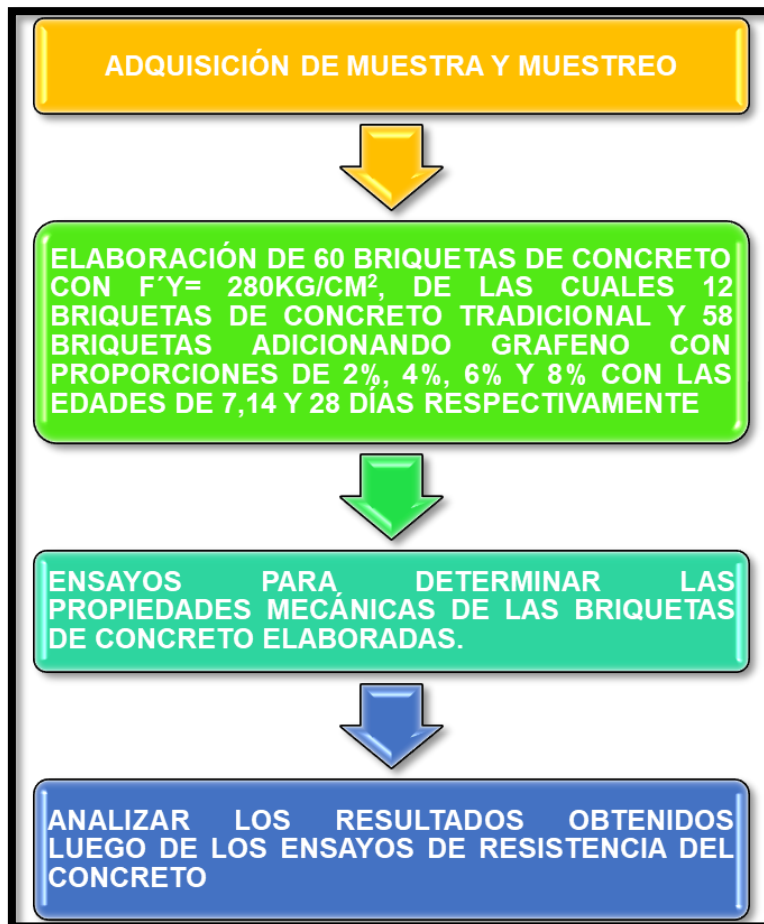 ADQUISICIÓN DE MUESTRA Y MUESTREO
ELABORACIÓN DE 60 BRIQUETAS DE CONCRETO
CON F´Y= 280KG/CM², DE LAS CUALES 12
BRIQUETAS DE CONCRETO TRADICIONAL Y 58
BRIQUETAS ADICIONANDO GRAFENO CON
PROPORCIONES DE 2%, 4%, 6% Y 8% CON LAS
EDADES DE 7,14 Y 28 DÍAS RESPECTIVAMENTE
ENSAYOS PARA DETERMINAR LAS
PROPIEDADES MECÁNICAS DE LAS BRIQUETAS
DE CONCRETO ELABORADAS.
ANALIZAR LOS RESULTADOS OBTENIDOS
LUEGO DE LOS ENSAYOS DE RESISTENCIA DEL
CONCRETO